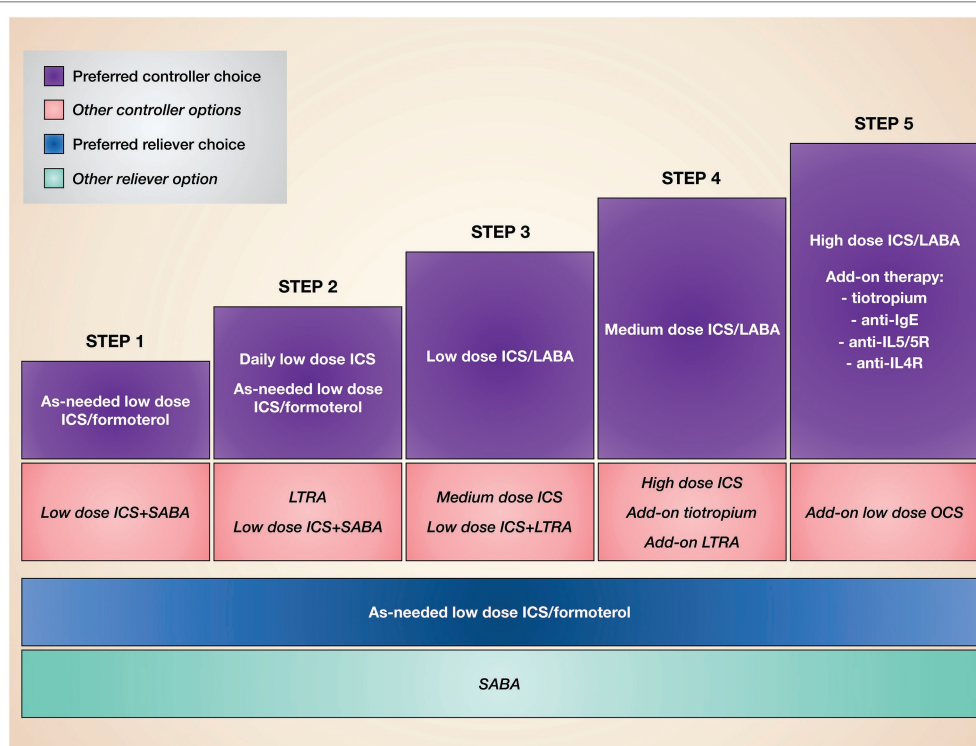 Preferred controller choice
Other controller options
Preferred reliever choice
Other reliever option
STEP 1
As-needed low dose
ICS/formoterol
Low dose ICS+SABA
STEP 2
Daily low dose ICS
As-needed low dose
ICS/formoterol
LTRA
Low dose ICS+SABA
STEP 3
Low dose ICS/LABA
Medium dose ICS
Low dose ICS+LTRA
STEP 4
Medium dose ICS/LABA
High dose ICS
Add-on tiotropium
Add-on LTRA
STEP 5
High dose ICS/LABA
Add-on therapy:
- tiotropium
- anti-IgE
- anti-IL5/5R
- anti-IL4R
Add-on low dose OCS
As-needed low dose ICS/formoterol
SABA